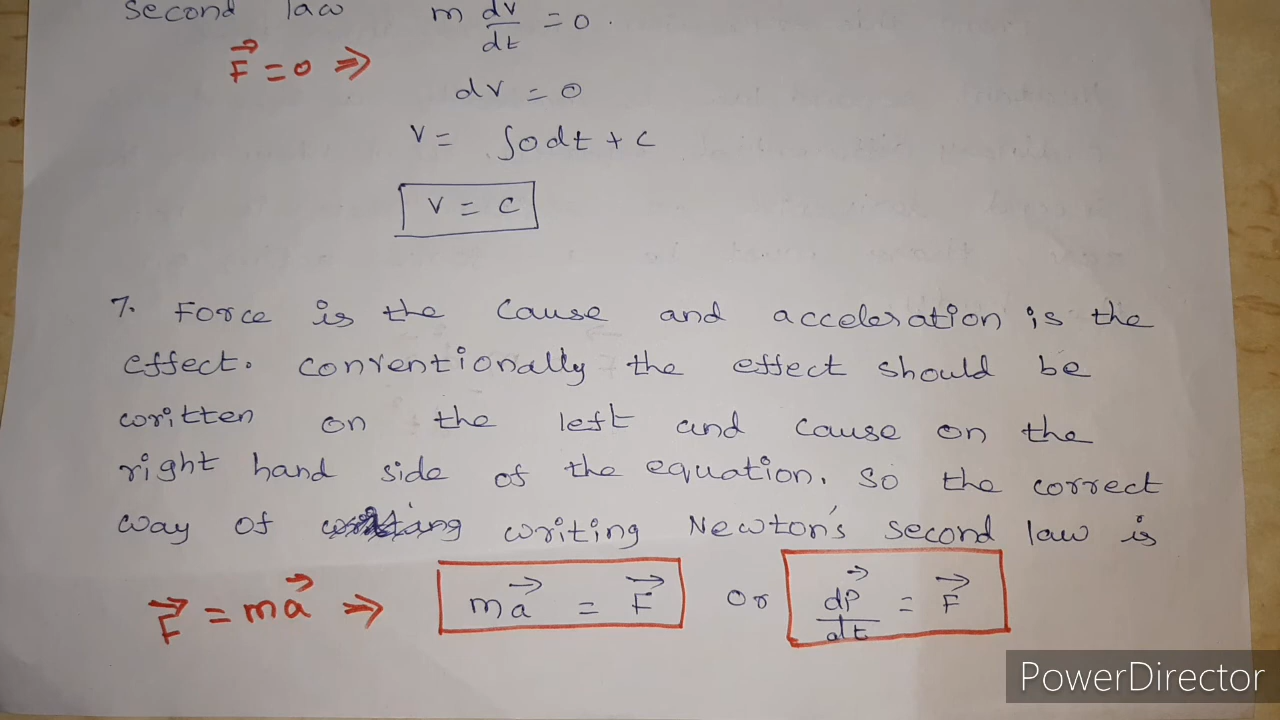 second law m dv/dt = 0.
F⃗ = 0 ⇒
dv = 0
v = ∫0dt + c
v = c
7. Force is the cause and acceleration is the
effect. conventionally the effect should be
written on the left and cause on the
right hand side of the equation. So the correct
way of writing Newton's second law is
F⃗ = ma⃗ ⇒ ma⃗ = F⃗ or dP⃗/dt = F⃗
PowerDirector